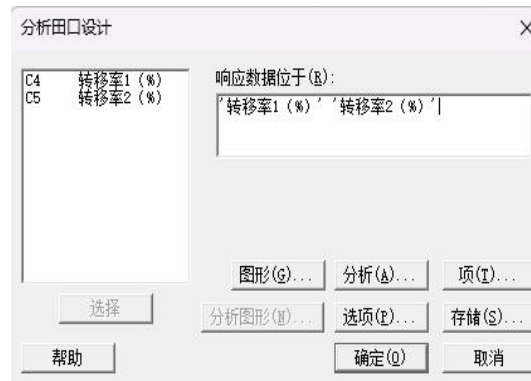 分析田口设计
×
C4 转移率1（%）
C5 转移率2（%）
响应数据位于(R):
'转移率1（%）' '转移率2（%）'
图形(G)... 分析(A)... 项(T)...
选择
分析图形(N)... 选项(P)... 存储(S)...
帮助
确定(O) 取消